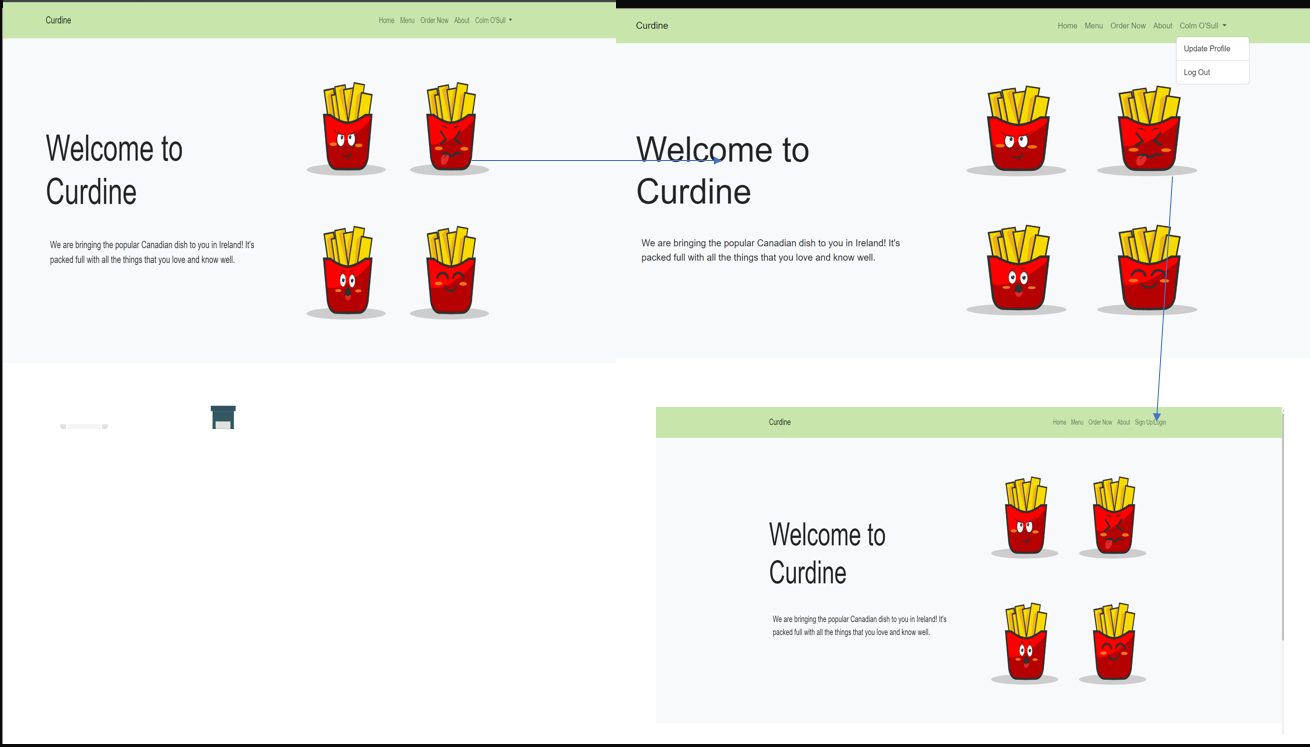 Curdine
Home Menu Order Now About Colm O'Sull
Welcome to
Curdine
We are bringing the popular Canadian dish to you in Ireland! It's
packed full with all the things that you love and know well.
Curdine
Home Menu Order Now About Colm O'Sull
Update Profile
Log Out
Welcome to
Curdine
We are bringing the popular Canadian dish to you in Ireland! It's
packed full with all the things that you love and know well.
Curdine
Home Menu Order Now About Sign Up/Login
Welcome to
Curdine
We are bringing the popular Canadian dish to you in Ireland! It's
packed full with all the things that you love and know well.